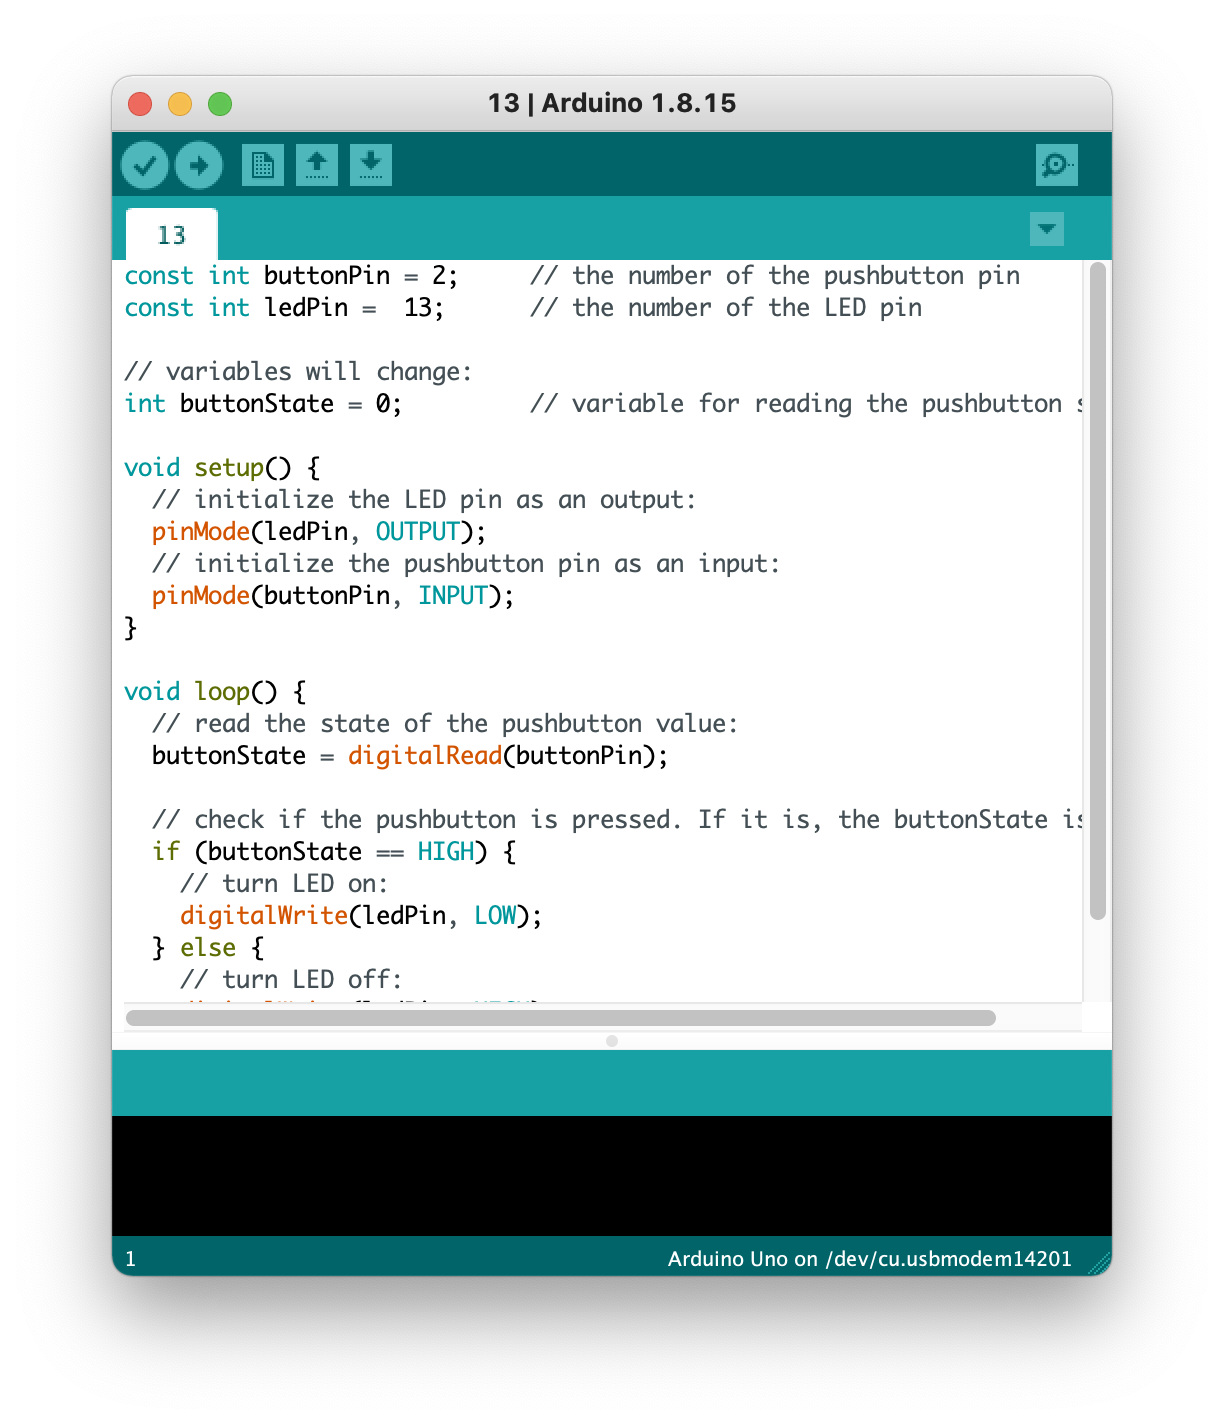 13 | Arduino 1.8.15
13
const int buttonPin = 2;     // the number of the pushbutton pin
const int ledPin =  13;      // the number of the LED pin
// variables will change:
int buttonState = 0;         // variable for reading the pushbutton
void setup() {
  // initialize the LED pin as an output:
  pinMode(ledPin, OUTPUT);
  // initialize the pushbutton pin as an input:
  pinMode(buttonPin, INPUT);
}
void loop() {
  // read the state of the pushbutton value:
  buttonState = digitalRead(buttonPin);
  // check if the pushbutton is pressed. If it is, the buttonState is
  if (buttonState == HIGH) {
    // turn LED on:
    digitalWrite(ledPin, LOW);
  } else {
    // turn LED off:
1
Arduino Uno on /dev/cu.usbmodem14201